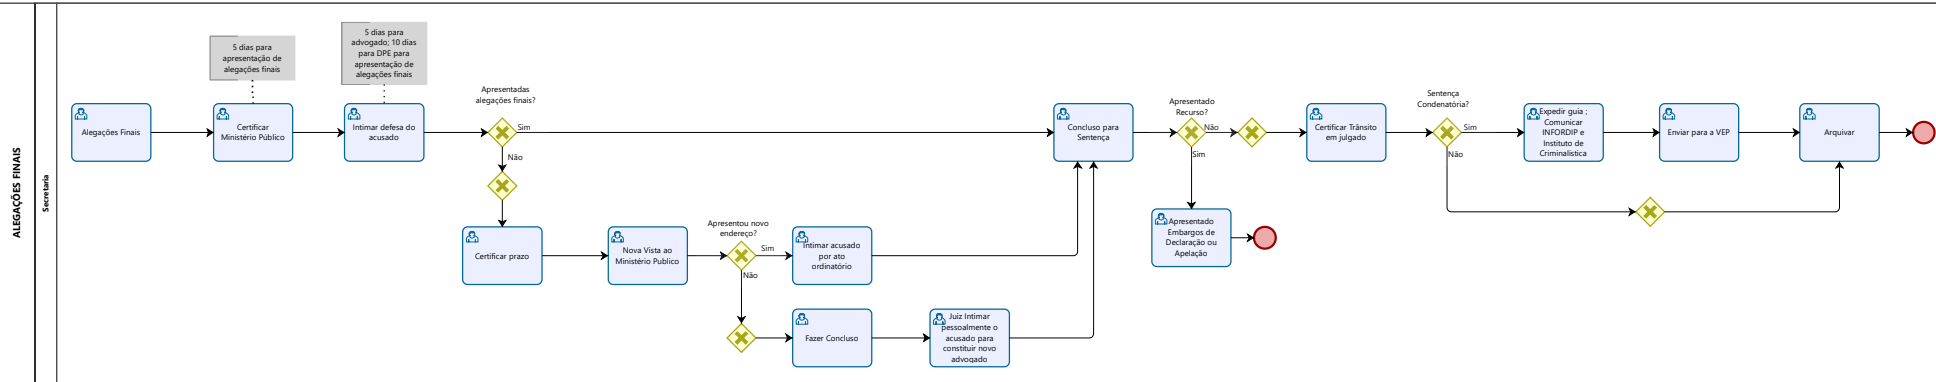 ALEGAÇÕES FINAIS
Secretaria
Alegações Finais
5 dias para
apresentação de
alegações finais
Certificar
Ministério Público
5 dias para
advogado; 10 dias
para DPE para
apresentação de
alegações finais
Intimar defesa do
acusado
Apresentadas
alegações finais?
Sim
Não
Certificar prazo
Nova Vista ao
Ministério Publico
Apresentou novo
endereço?
Sim
Não
Intimar acusado
por ato
ordinatório
Fazer Concluso
Juiz Intimar
pessoalmente o
acusado para
constituir novo
advogado
Concluso para
Sentença
Apresentado
Recurso?
Não
Sim
Apresentado
Embargos de
Declaração ou
Apelação
Certificar Trânsito
em julgado
Sentença
Condenatória?
Sim
Não
Expedir guia ;
Comunicar
INFORDIP e
Instituto de
Criminalística
Enviar para a VEP
Arquivar